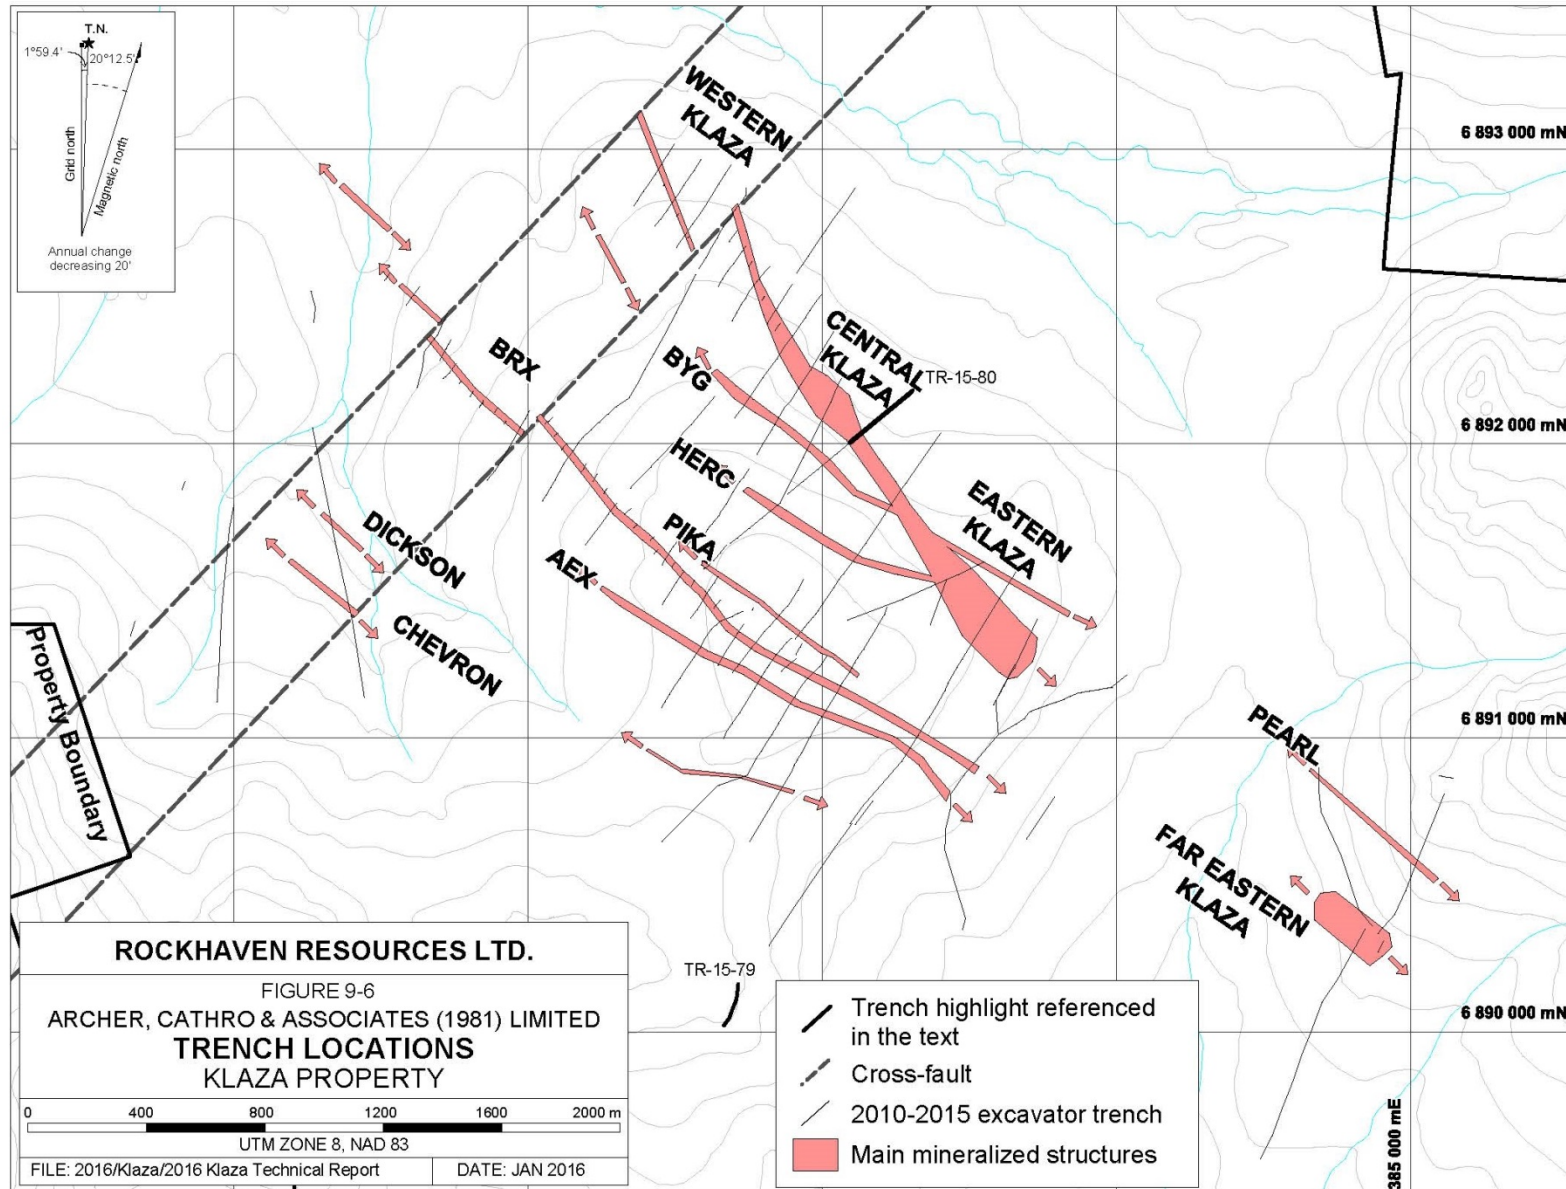 T.N.
1°59.4'
20°12.5'
Grid north
Magnetic north
Annual change
decreasing 20'
WESTERN
KLAZA
6 893 000 mN
BRX
BYG
CENTRAL
KLAZA
TR-15-80
6 892 000 mN
HERC
EASTERN
KLAZA
PIKA
AEX
DICKSON
CHEVRON
Property Boundary
6 891 000 mN
PEARL
FAR EASTERN
KLAZA
TR-15-79
6 890 000 mN
385 000 mE
ROCKHAVEN RESOURCES LTD.
FIGURE 9-6
ARCHER, CATHRO & ASSOCIATES (1981) LIMITED
TRENCH LOCATIONS
KLAZA PROPERTY
0 400 800 1200 1600 2000 m
UTM ZONE 8, NAD 83
FILE: 2016/Klaza/2016 Klaza Technical Report
DATE: JAN 2016
Trench highlight referenced
in the text
Cross-fault
2010-2015 excavator trench
Main mineralized structures